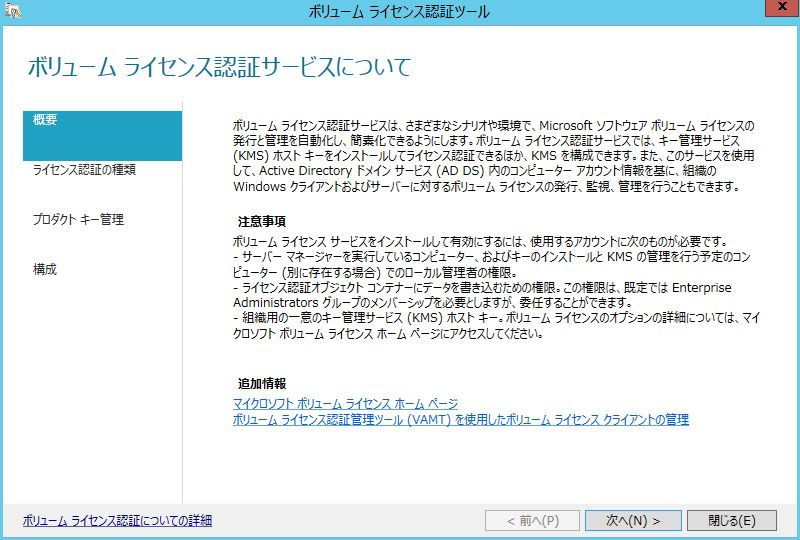 ボリューム ライセンス認証ツール
x
ボリューム ライセンス認証サービスについて
概要
ライセンス認証の種類
プロダクト キー管理
構成
ボリューム ライセンス認証サービスは、さまざまなシナリオや環境で、Microsoft ソフトウェア ボリューム ライセンスの
発行と管理を自動化し、簡素化できるようにします。ボリューム ライセンス認証サービスでは、キー管理サービス
(KMS) ホスト キーをインストールしてライセンス認証できるほか、KMS を構成できます。また、このサービスを使用
して、Active Directory ドメイン サービス (AD DS) 内のコンピューター アカウント情報を基に、組織の
Windows クライアントおよびサーバーに対するボリューム ライセンスの発行、監視、管理を行うこともできます。
注意事項
ボリューム ライセンス サービスをインストールして有効にするには、使用するアカウントに次のものが必要です。
- サーバー マネージャーを実行しているコンピューター、およびキーのインストールと KMS の管理を行う予定のコン
ピューター (別に存在する場合) でのローカル管理者の権限。
- ライセンス認証オブジェクト コンテナーにデータを書き込むための権限。この権限は、既定では Enterprise
Administrators グループのメンバーシップを必要としますが、委任することができます。
- 組織用の一意のキー管理サービス (KMS) ホスト キー。ボリューム ライセンスのオプションの詳細については、マイ
クロソフト ボリューム ライセンス ホーム ページにアクセスしてください。
追加情報
マイクロソフト ボリューム ライセンス ホーム ページ
ボリューム ライセンス認証管理ツール (VAMT) を使用したボリューム ライセンス クライアントの管理
ボリューム ライセンス認証についての詳細
< 前へ(P)
次へ(N) >
閉じる(E)